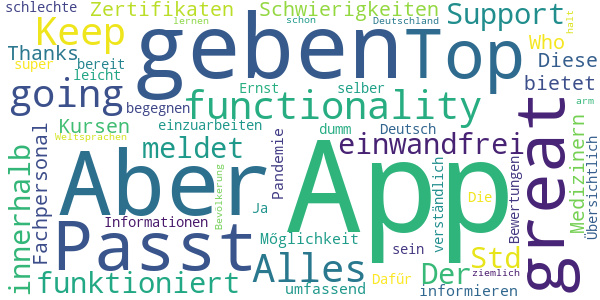 schlechte Zertifikaten Schwierigkeiten
lernen schon Deutschland halt
Keep geben Top Support
Thanks Who
super bereit Diese
leicht Ernst selber bietet
going begegnen functionality great
Kursen einzuarbeiten dumm Deutsch arm
Weltsprachen meldet einwandfrei
innerhalb Fachpersonal Aber App Medizinern
Pandemie verständlich Bewertungen Übersichtlich
Bevölkerung Die
Informationen Ja
Passt Möglichkeit sein Std
Alles Der ziemlich
funktioniert umfassend Dafür informieren